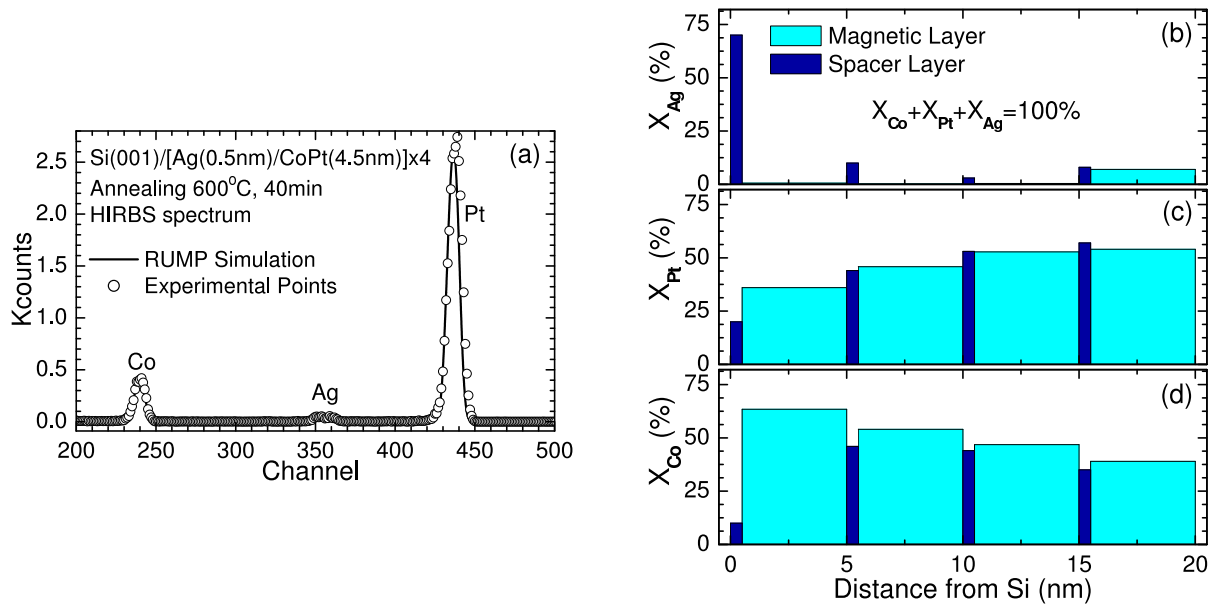 (a)
Si(001)/[Ag(0.5nm)/CoPt(4.5nm)]x4
Annealing 600°C, 40min
HIRBS spectrum
RUMP Simulation
Experimental Points
Pt
Co
Ag
Kcounts
2.5
2.0
1.5
1.0
0.5
0.0
200 250 300 350 400 450 500
Channel
(b)
Magnetic Layer
Spacer Layer
X_Co+X_Pt+X_Ag=100%
X_Ag (%)
75
50
25
0
(c)
X_Pt (%)
75
50
25
0
(d)
X_Co (%)
75
50
25
0
0 5 10 15 20
Distance from Si (nm)